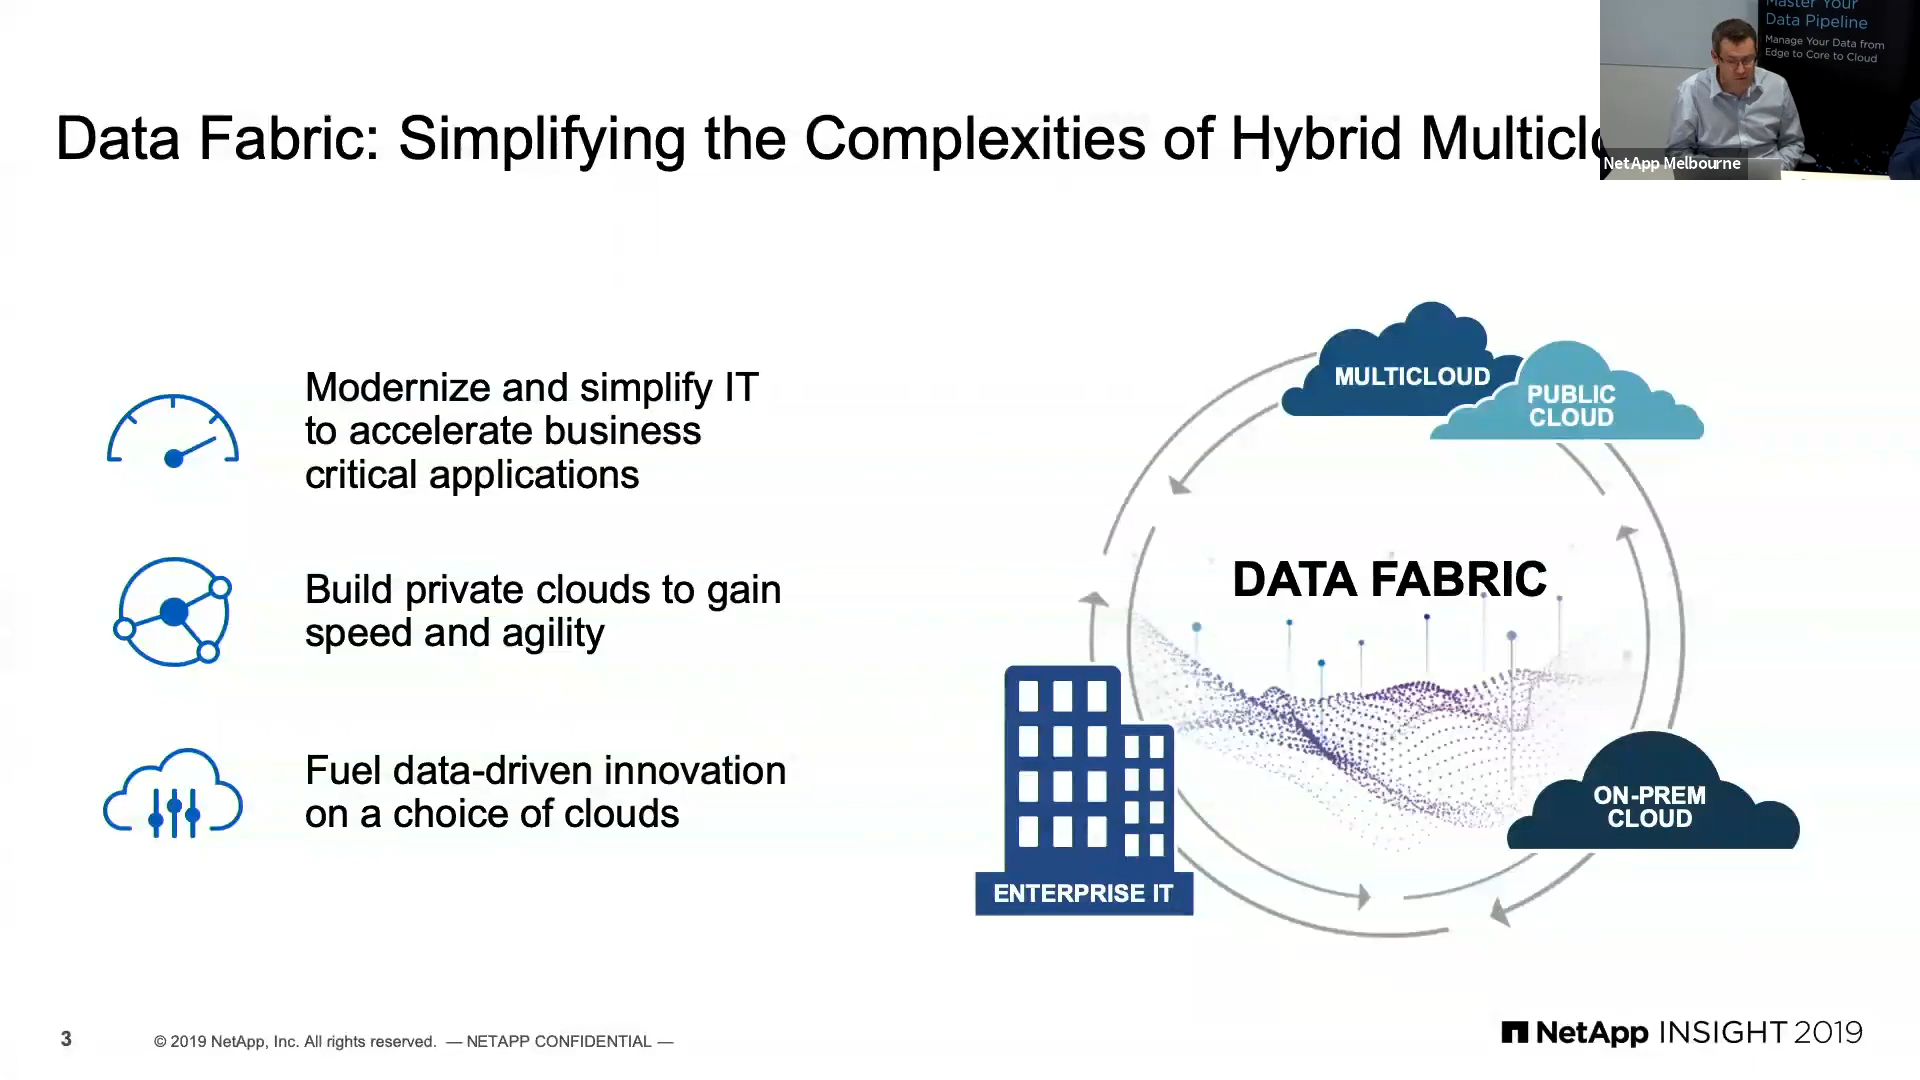 Master Your
Data Pipeline
Manage Your Data from
Edge to Core to Cloud
NetApp Melbourne
Data Fabric: Simplifying the Complexities of Hybrid Multiclo
Modernize and simplify IT
to accelerate business
critical applications
Build private clouds to gain
speed and agility
Fuel data-driven innovation
on a choice of clouds
MULTICLOUD
PUBLIC
CLOUD
DATA FABRIC
ON-PREM
CLOUD
ENTERPRISE IT
3
© 2019 NetApp, Inc. All rights reserved. — NETAPP CONFIDENTIAL —
NetApp INSIGHT 2019